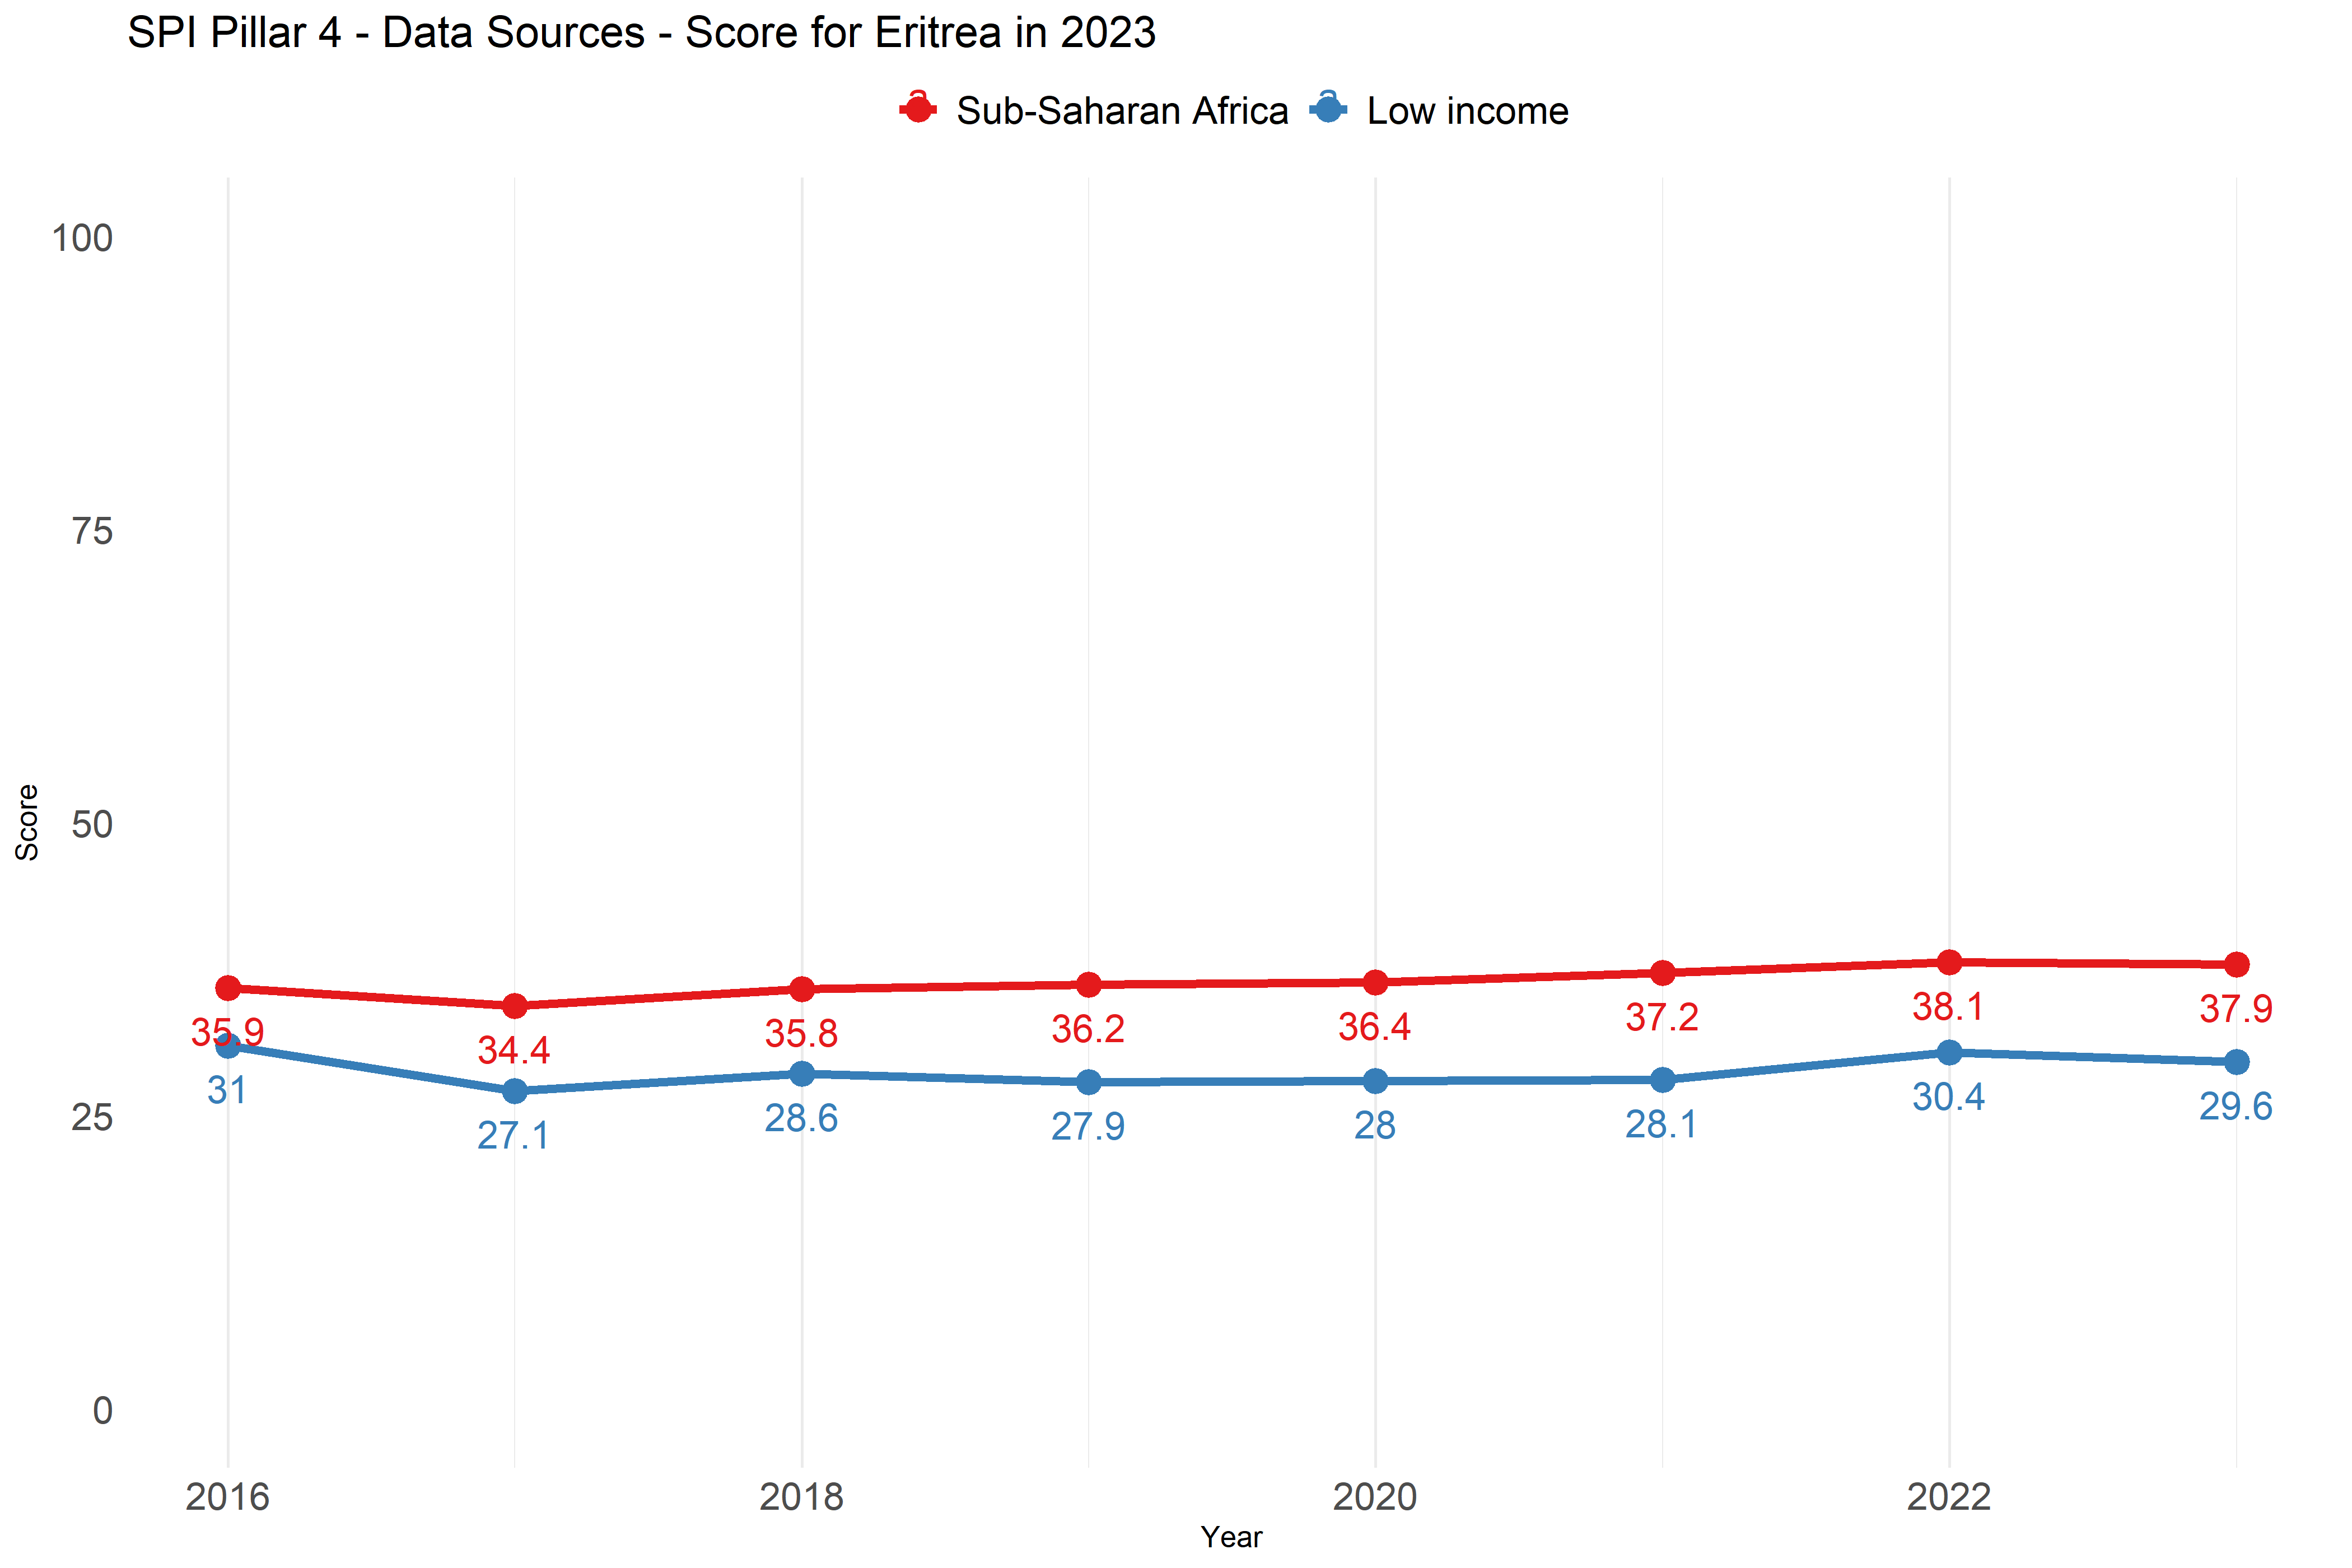 SPI Pillar 4 - Data Sources - Score for Eritrea in 2023
Sub-Saharan Africa Low income
100
75
50
25
0
Score
35.9 34.4 35.8 36.2 36.4 37.2 38.1 37.9
31 27.1 28.6 27.9 28 28.1 30.4 29.6
2016 2018 2020 2022
Year